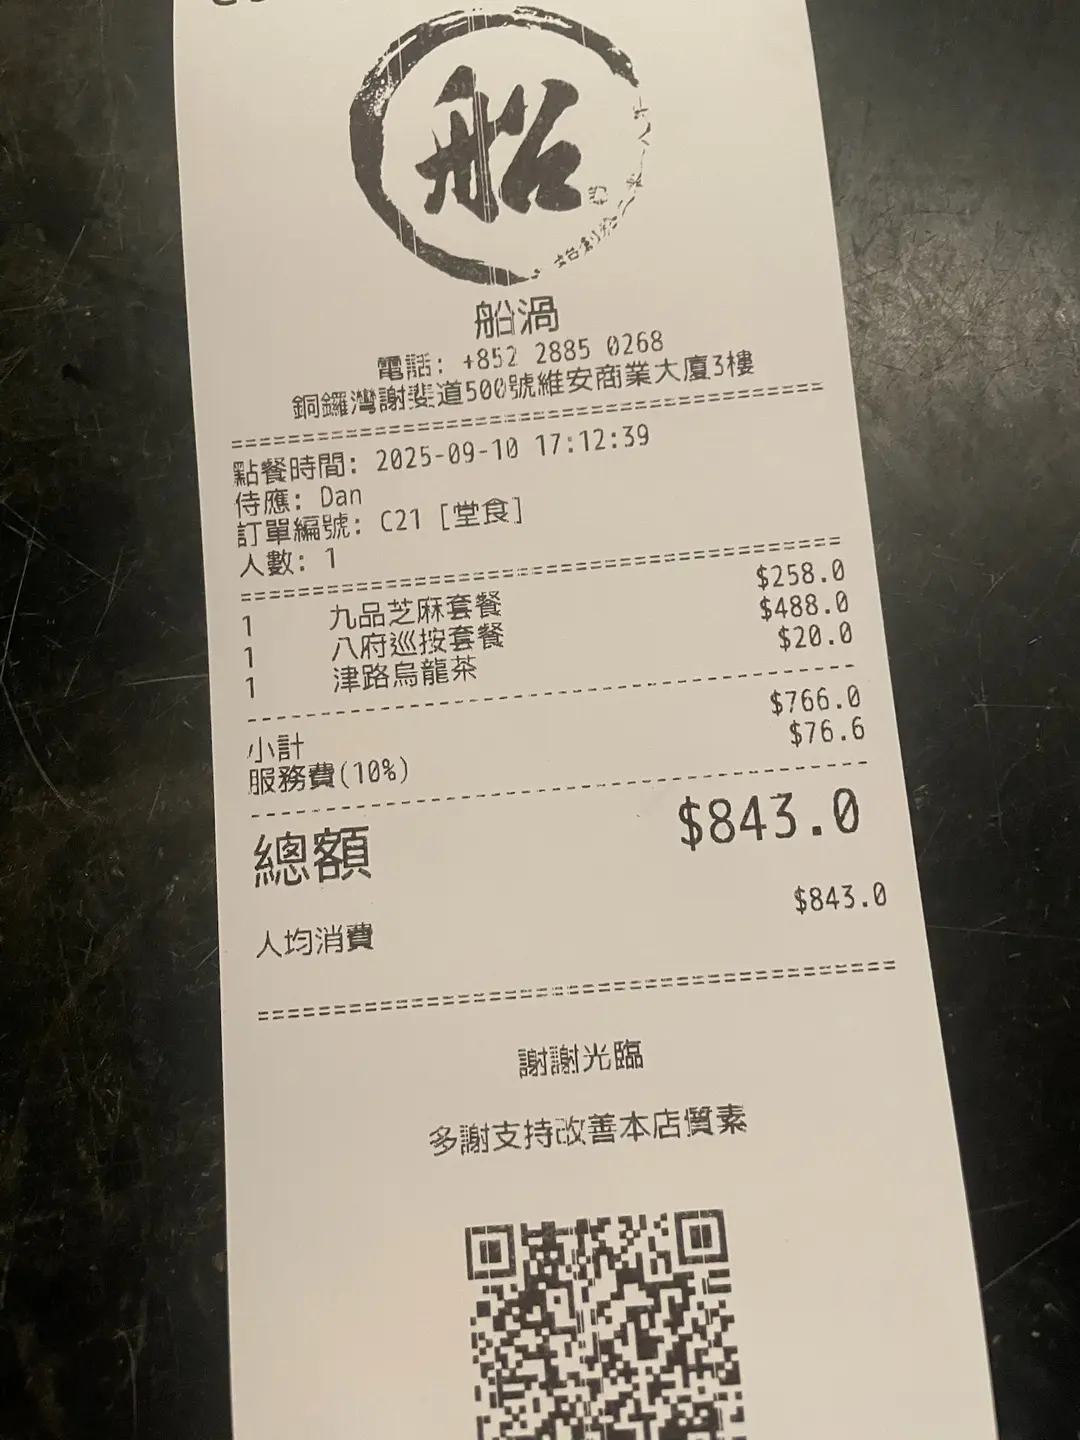 船
船渦
電話: +852 2885 0268
銅鑼灣謝斐道500號維安商業大廈3樓
點餐時間: 2025-09-10 17:12:39
侍應: Dan
訂單編號: C21 [堂食]
人數: 1
1 九品芝麻套餐 $258.0
1 八府巡按套餐 $488.0
1 津路烏龍茶 $20.0
小計 $766.0
服務費(10%) $76.6
總額 $843.0
人均消費 $843.0
謝謝光臨
多謝支持改善本店質素